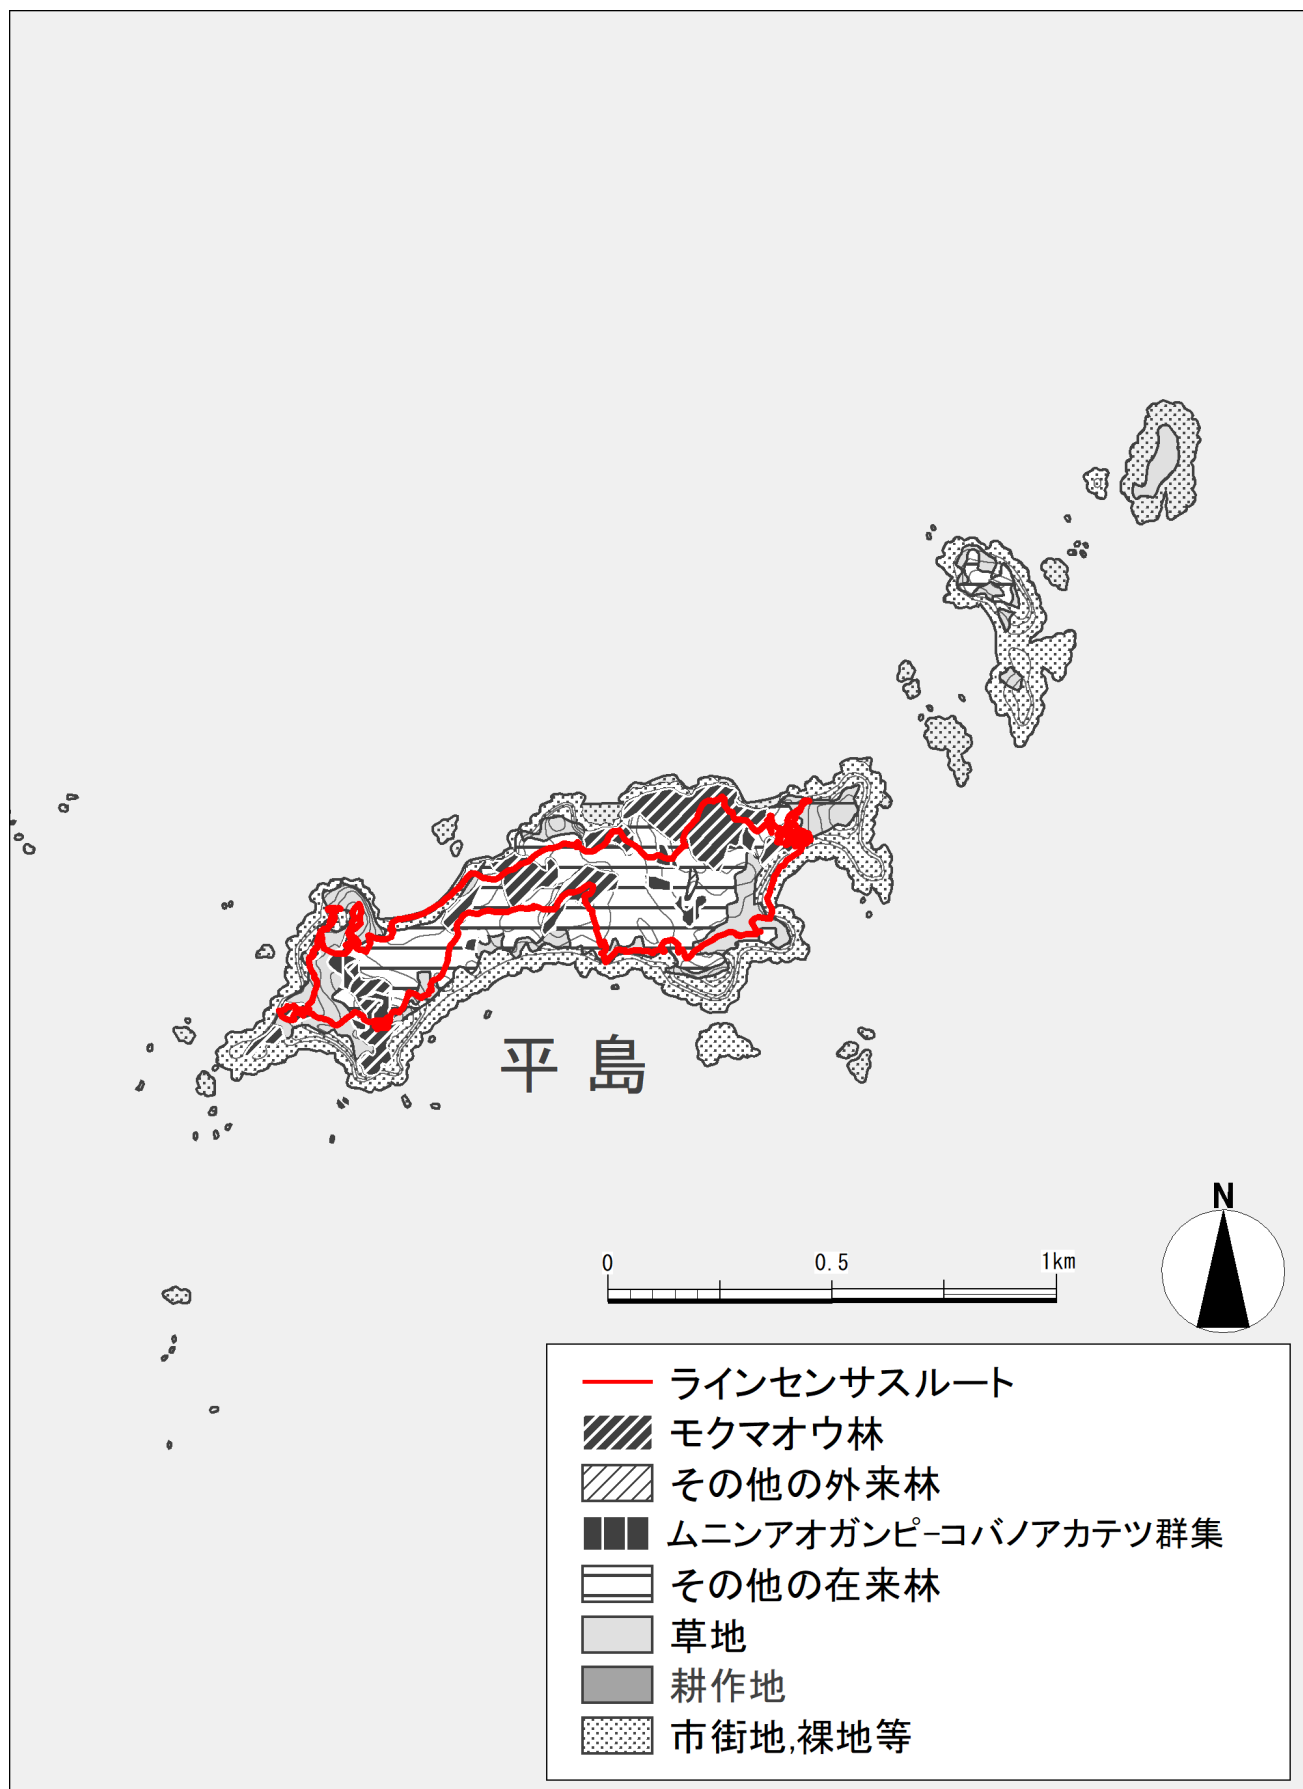 平 島
N
0 0.5 1km
ラインセンサスルート
モクマオウ林
その他の外来林
ムニンアオガンピ-コバノアカテツ群集
その他の在来林
草地
耕作地
市街地,裸地等